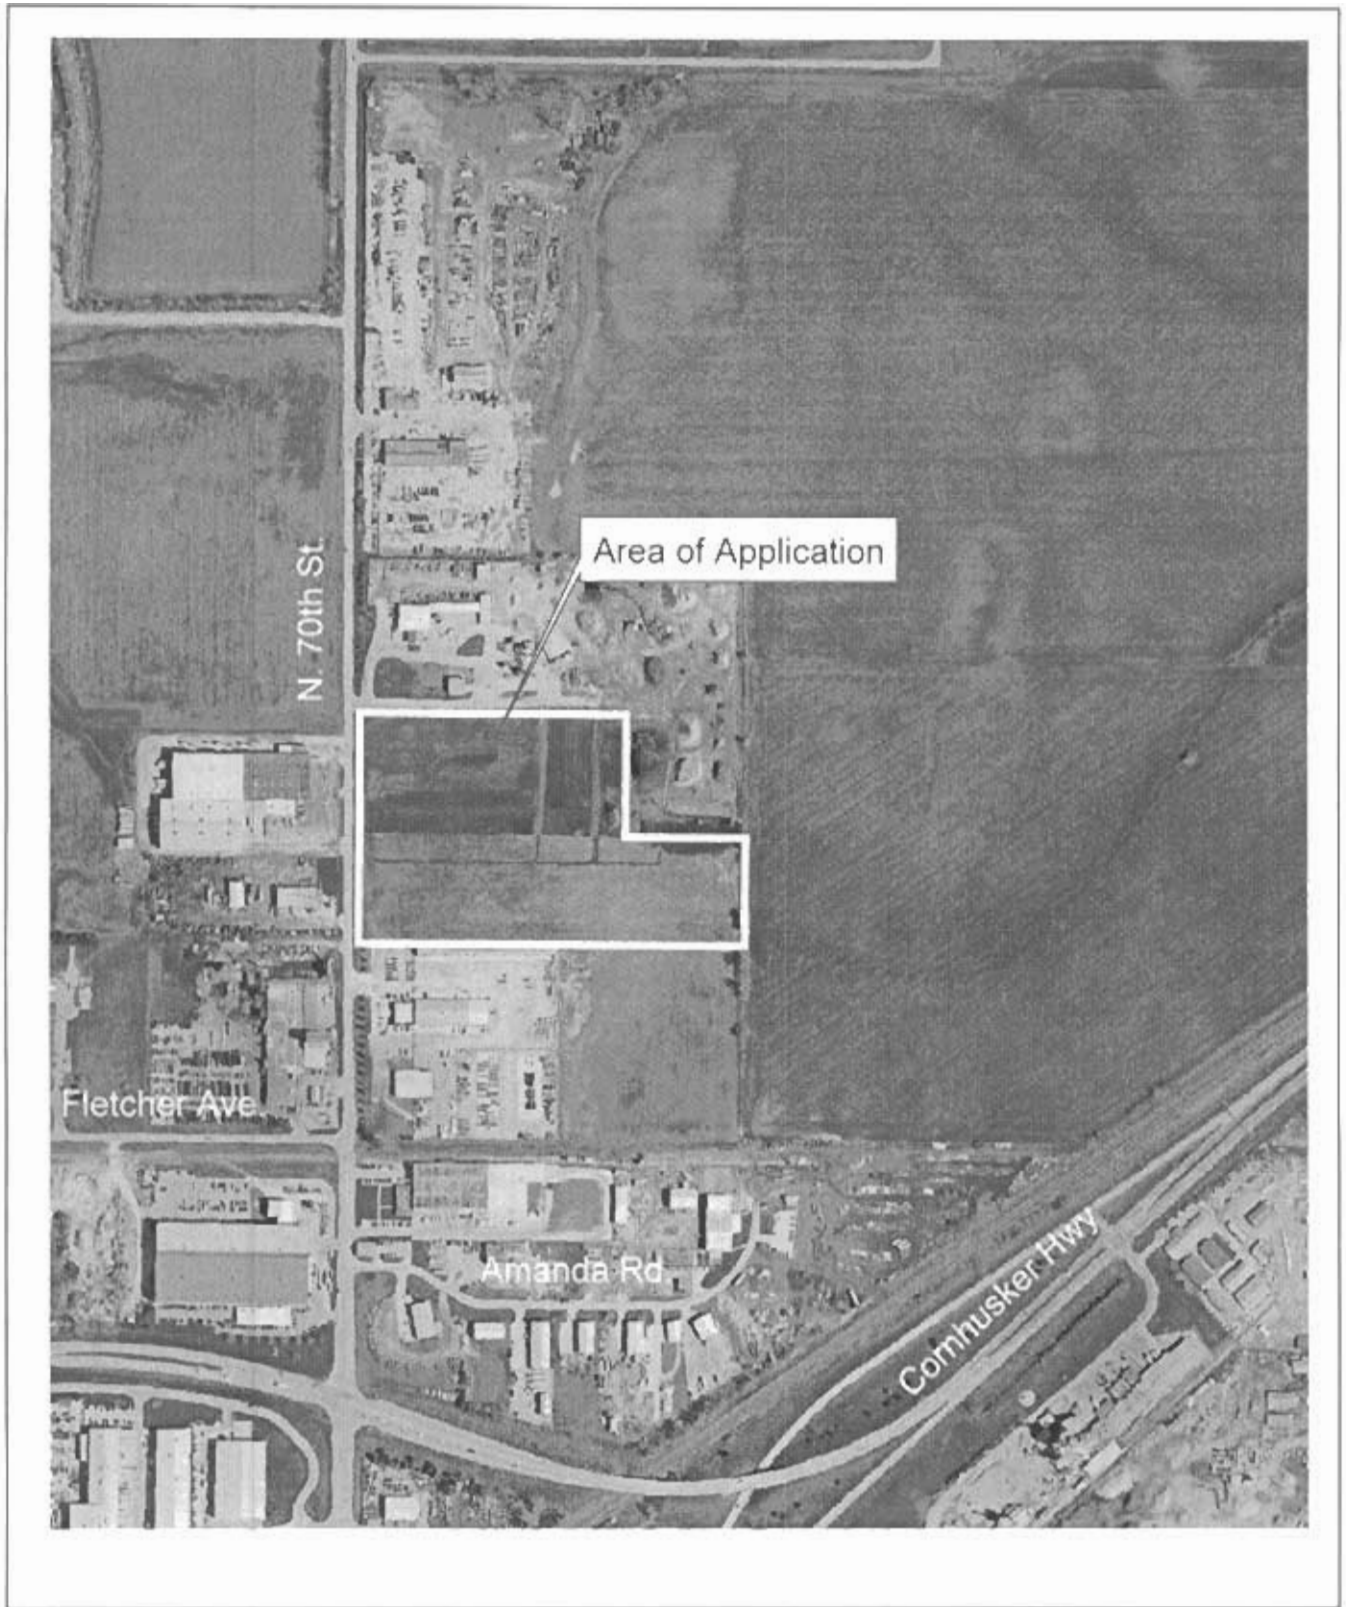 Area of Application
N. 70th St.
Fletcher Ave.
Amanda Rd.
Cornhusker Hwy